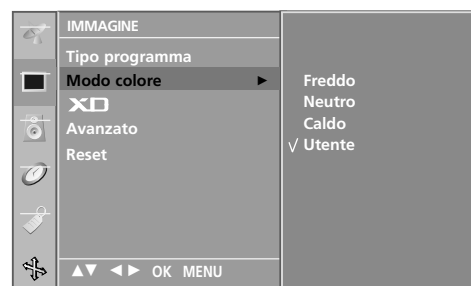 IMMAGINE
Tipo programma
Modo colore ►
XD
Avanzato
Reset
▲▼ ◄► OK MENU
Freddo
Neutro
Caldo
√ Utente